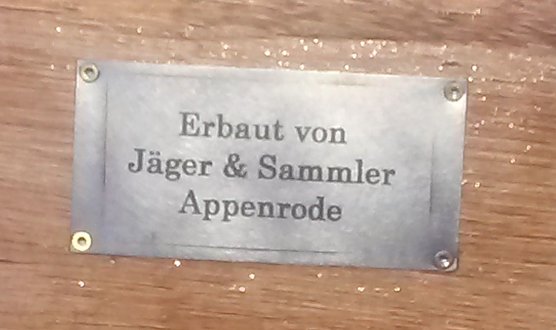 Erbaut von
Jäger & Sammler
Appenrode